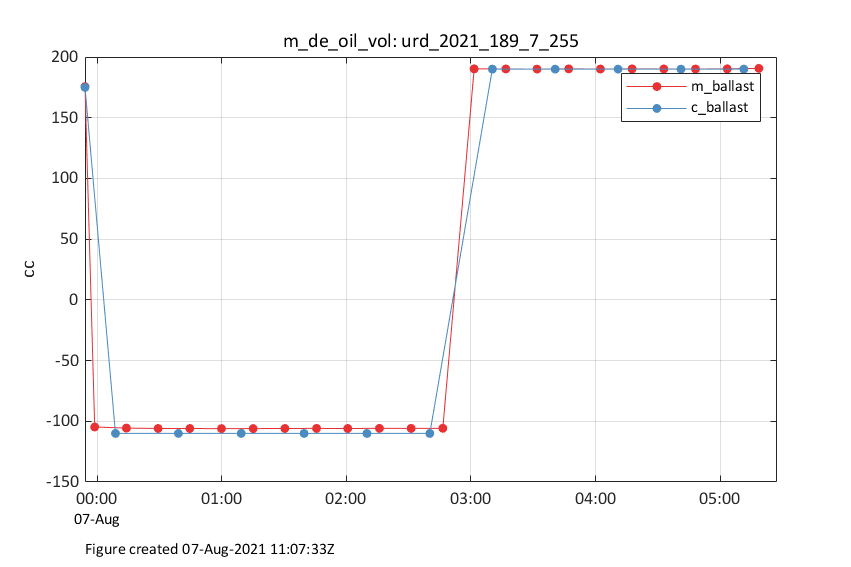 m_de_oil_vol: urd_2021_189_7_255
200
150
100
50
0
-50
-100
-150
cc
m_ballast
c_ballast
00:00 01:00 02:00 03:00 04:00 05:00
07-Aug
Figure created 07-Aug-2021 11:07:33Z